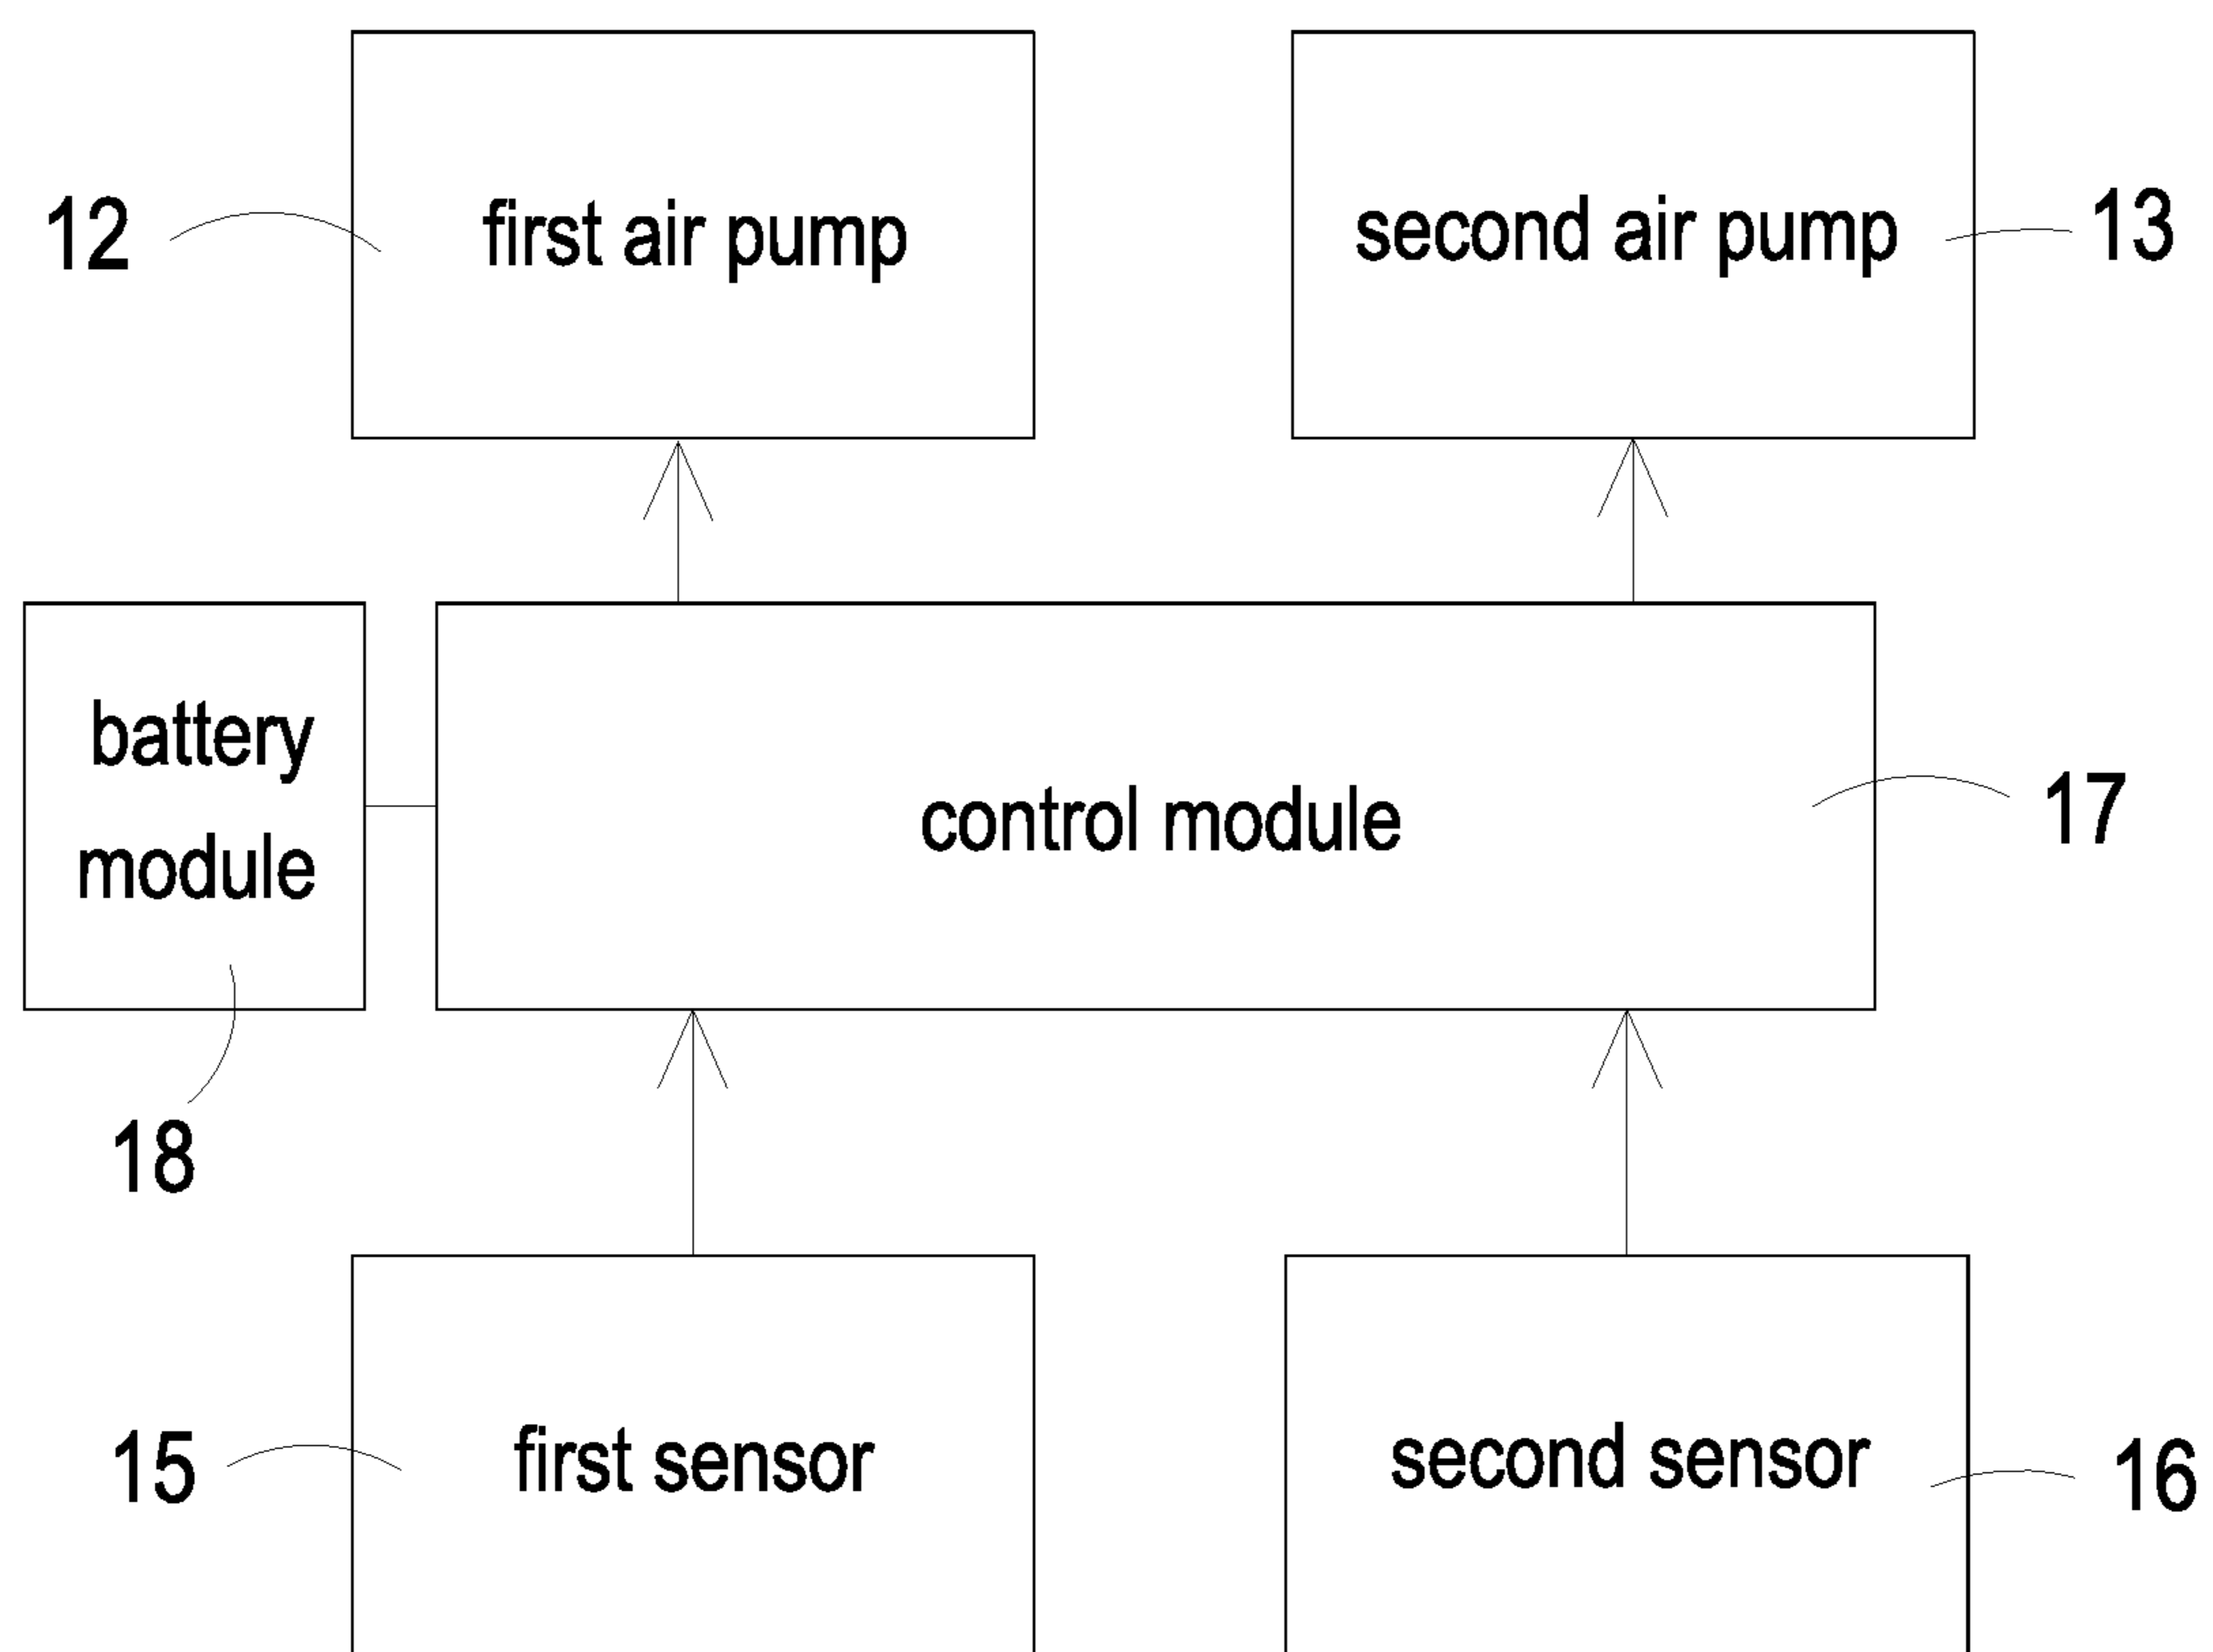 12
first air pump
second air pump
13
battery
module
control module
17
18
15
first sensor
second sensor
16